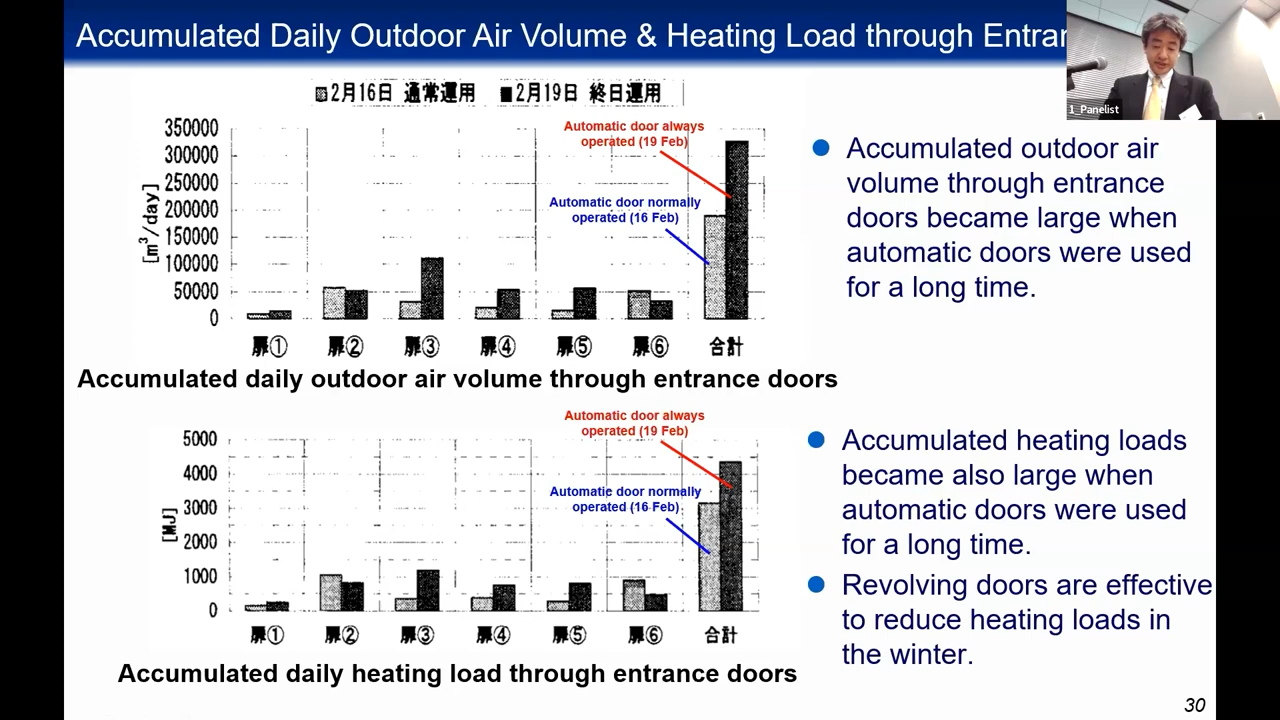 Accumulated Daily Outdoor Air Volume & Heating Load through Entran
1_Panelist
2月16日 通常運用 2月19日 終日運用
350000
300000
250000
200000
150000
100000
50000
0
[m³/day]
Automatic door always
operated (19 Feb)
Automatic door normally
operated (16 Feb)
扉① 扉② 扉③ 扉④ 扉⑤ 扉⑥ 合計
Accumulated daily outdoor air volume through entrance doors
Accumulated outdoor air
volume through entrance
doors became large when
automatic doors were used
for a long time.
5000
4000
3000
2000
1000
0
[MJ]
Automatic door always
operated (19 Feb)
Automatic door normally
operated (16 Feb)
扉① 扉② 扉③ 扉④ 扉⑤ 扉⑥ 合計
Accumulated daily heating load through entrance doors
Accumulated heating loads
became also large when
automatic doors were used
for a long time.
Revolving doors are effective
to reduce heating loads in
the winter.
30